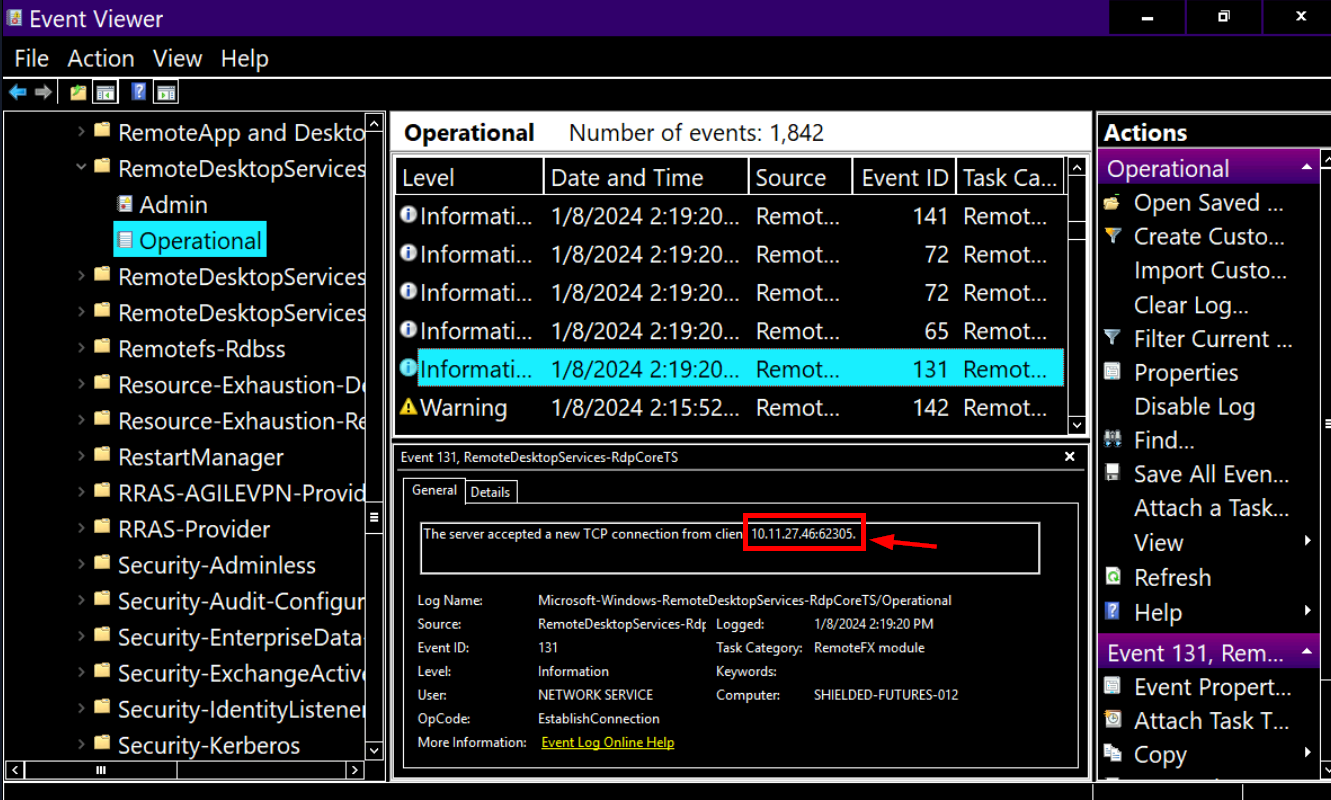 Event Viewer
File Action View Help
RemoteApp and Deskto
RemoteDesktopServices
Admin
Operational
RemoteDesktopServices
RemoteDesktopServices
Remotefs-Rdbss
Resource-Exhaustion-De
Resource-Exhaustion-Re
RestartManager
RRAS-AGILEVPN-Provid
RRAS-Provider
Security-Adminless
Security-Audit-Configur
Security-EnterpriseData-
Security-ExchangeActive
Security-IdentityListener
Security-Kerberos
Operational Number of events: 1,842
Level Date and Time Source Event ID Task Ca...
Informati... 1/8/2024 2:19:20... Remot... 141 Remot...
Informati... 1/8/2024 2:19:20... Remot... 72 Remot...
Informati... 1/8/2024 2:19:20... Remot... 72 Remot...
Informati... 1/8/2024 2:19:20... Remot... 65 Remot...
Informati... 1/8/2024 2:19:20... Remot... 131 Remot...
Warning 1/8/2024 2:15:52... Remot... 142 Remot...
Event 131, RemoteDesktopServices-RdpCoreTS
General Details
The server accepted a new TCP connection from clien 10.11.27.46:62305.
Log Name: Microsoft-Windows-RemoteDesktopServices-RdpCoreTS/Operational
Source: RemoteDesktopServices-Rdp Logged: 1/8/2024 2:19:20 PM
Event ID: 131 Task Category: RemoteFX module
Level: Information Keywords:
User: NETWORK SERVICE Computer: SHIELDED-FUTURES-012
OpCode: EstablishConnection
More Information: Event Log Online Help
Actions
Operational
Open Saved ...
Create Custo...
Import Custo...
Clear Log...
Filter Current ...
Properties
Disable Log
Find...
Save All Even...
Attach a Task...
View
Refresh
Help
Event 131, Rem...
Event Propert...
Attach Task T...
Copy